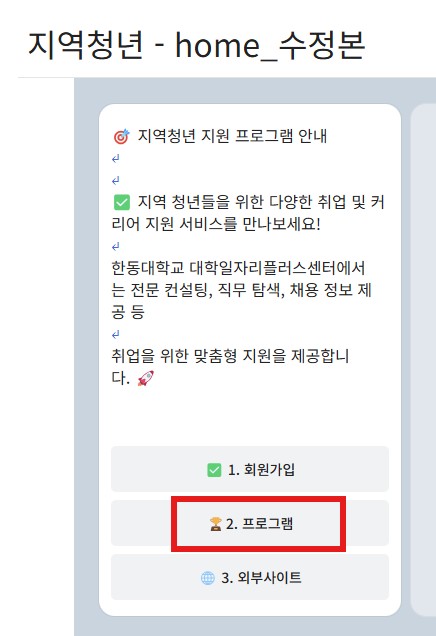 지역청년 - home_수정본
🎯 지역청년 지원 프로그램 안내
↵
↵
✅ 지역 청년들을 위한 다양한 취업 및 커
리어 지원 서비스를 만나보세요!
↵
한동대학교 대학일자리플러스센터에서
는 전문 컨설팅, 직무 탐색, 채용 정보 제
공 등
↵
취업을 위한 맞춤형 지원을 제공합니
다. 🚀
✅ 1. 회원가입
🏆 2. 프로그램
🌐 3. 외부사이트